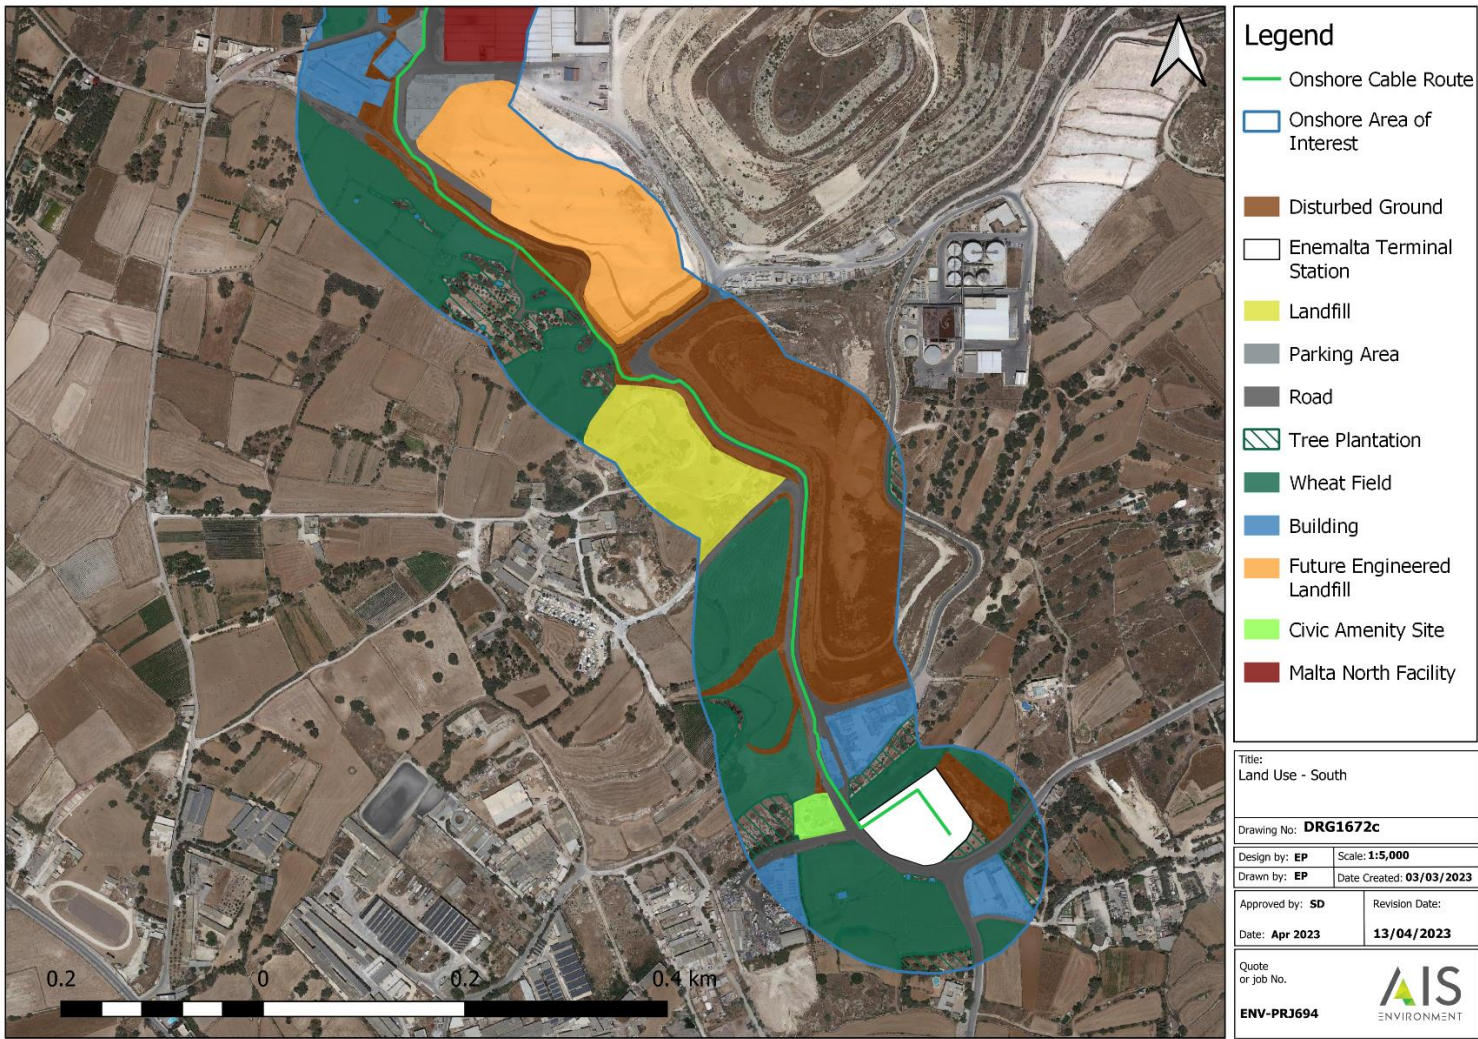 Legend
Onshore Cable Route
Onshore Area of
Interest
Disturbed Ground
Enemalta Terminal
Station
Landfill
Parking Area
Road
Tree Plantation
Wheat Field
Building
Future Engineered
Landfill
Civic Amenity Site
Malta North Facility
Title:
Land Use - South
Drawing No: DRG1672c
Design by: EP
Scale: 1:5,000
Drawn by: EP
Date Created: 03/03/2023
Approved by: SD
Revision Date:
Date: Apr 2023
13/04/2023
Quote
or job No.
ENV-PRJ694
AIS
ENVIRONMENT
0.2 0 0.2 0.4 km